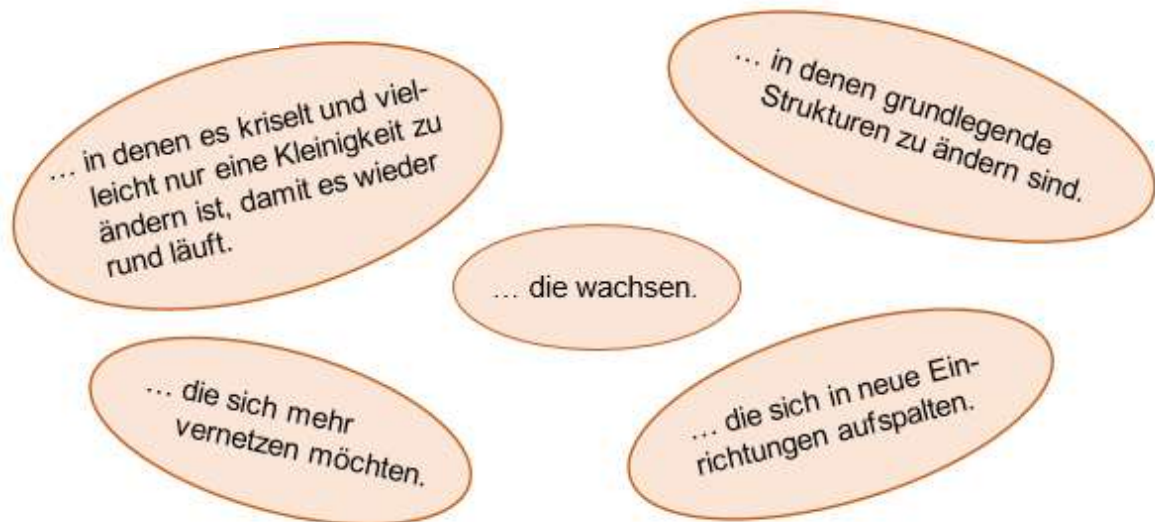 … in denen es kriselt und viel-
leicht nur eine Kleinigkeit zu
ändern ist, damit es wieder
rund läuft.
… in denen grundlegende
Strukturen zu ändern sind.
… die wachsen.
… die sich mehr
vernetzen möchten.
… die sich in neue Ein-
richtungen aufspalten.